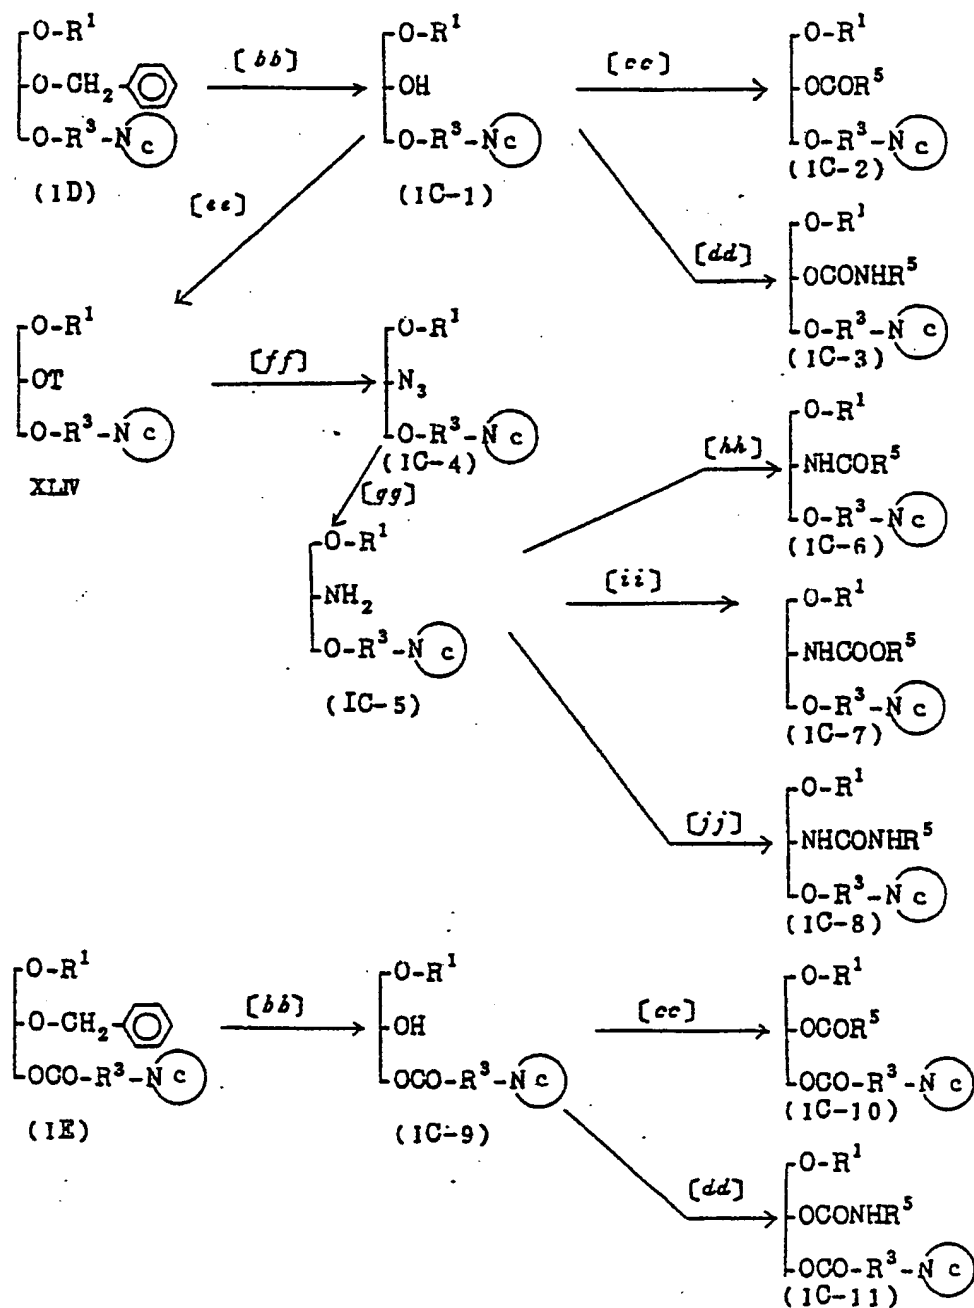 O-R¹ [bb] O-R¹ [cc] O-R¹
O-CH₂ OH OCOR⁵
O-R³-N c O-R³-N c O-R³-N c
(ID) (IC-1) (IC-2)
[ee] [dd] O-R¹
OCONHR⁵
O-R³-N c
(IC-3)
O-R¹ [ff] O-R¹
OT N₃
O-R³-N c O-R³-N c
XLIV (IC-4)
[gg] [hh] O-R¹
NHCOR⁵
O-R³-N c
(IC-6)
O-R¹ [ii] O-R¹
NH₂ NHCOOR⁵
O-R³-N c O-R³-N c
(IC-5) (IC-7)
[jj] O-R¹
NHCONHR⁵
O-R³-N c
(IC-8)
O-R¹ [bb] O-R¹ [cc] O-R¹
O-CH₂ OH OCOR⁵
OCO-R³-N c OCO-R³-N c OCO-R³-N c
(IE) (IC-9) (IC-10)
[dd] O-R¹
OCONHR⁵
OCO-R³-N c
(IC-11)